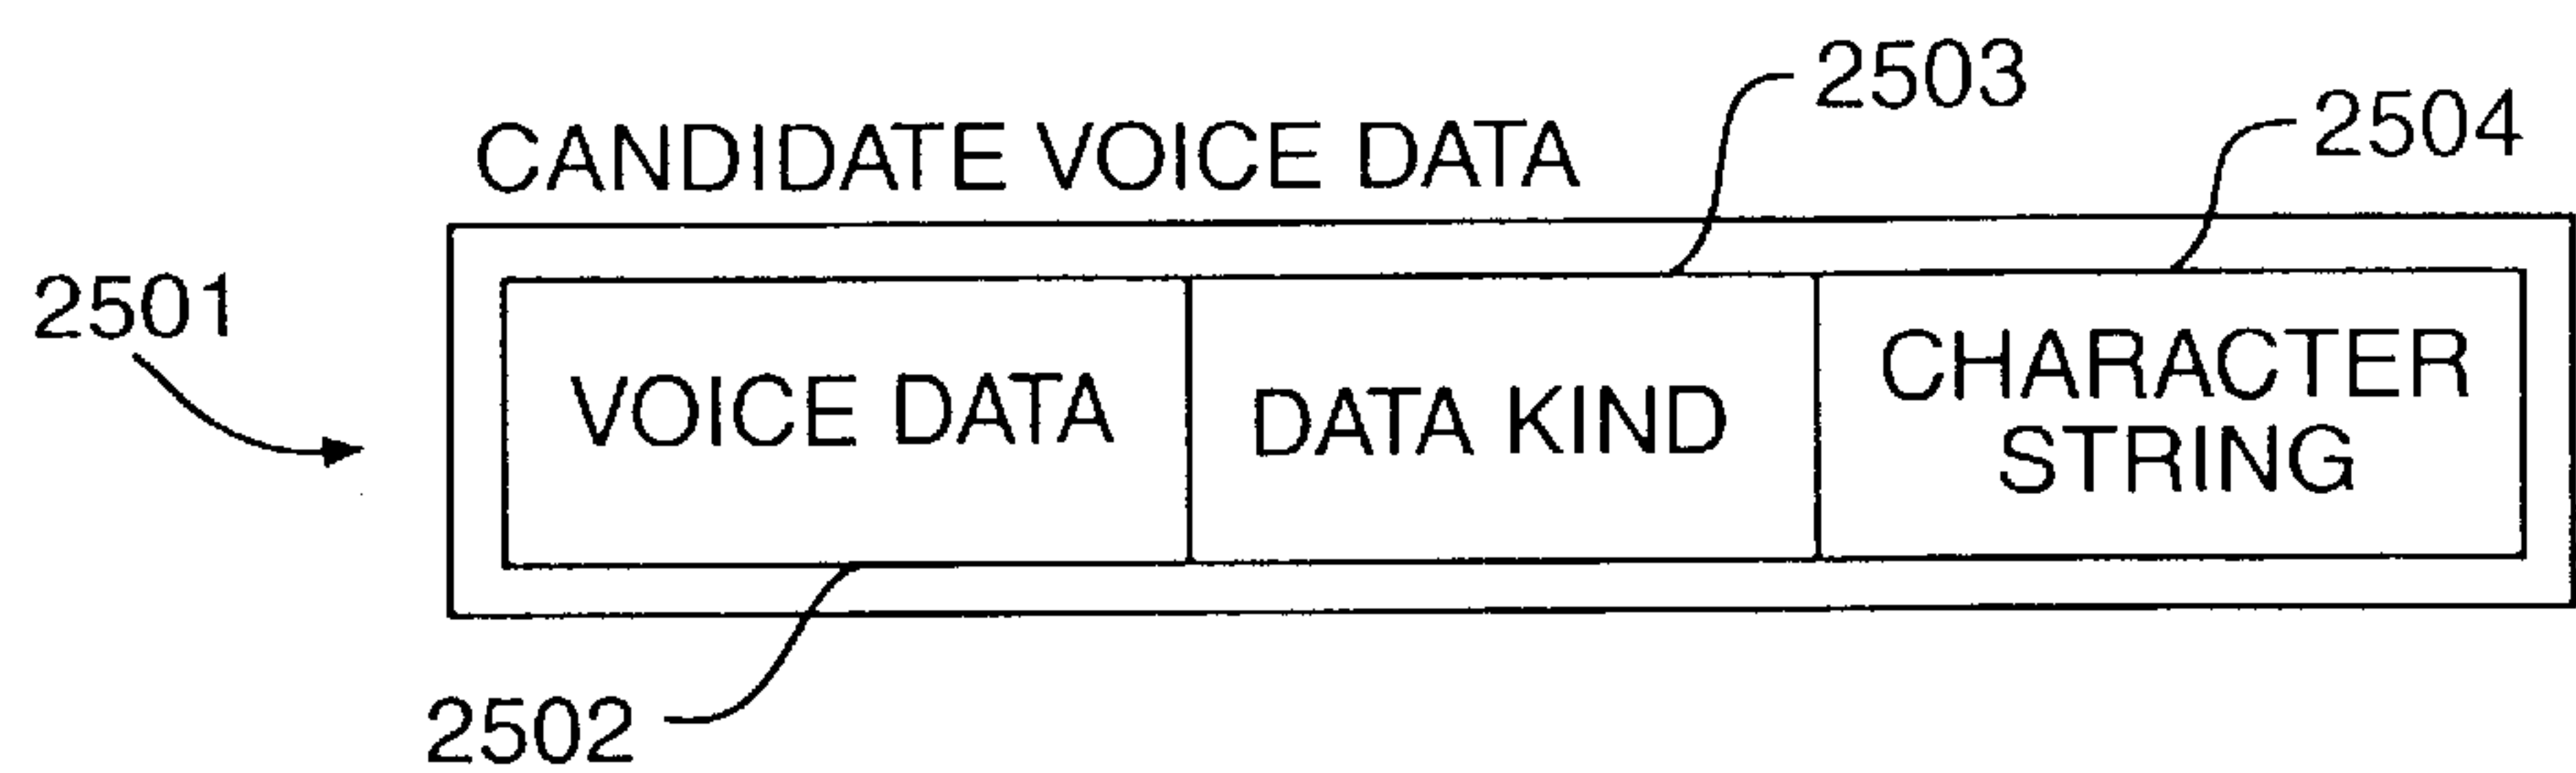 2503
2504
CANDIDATE VOICE DATA
2501
VOICE DATA
DATA KIND
CHARACTER
STRING
2502